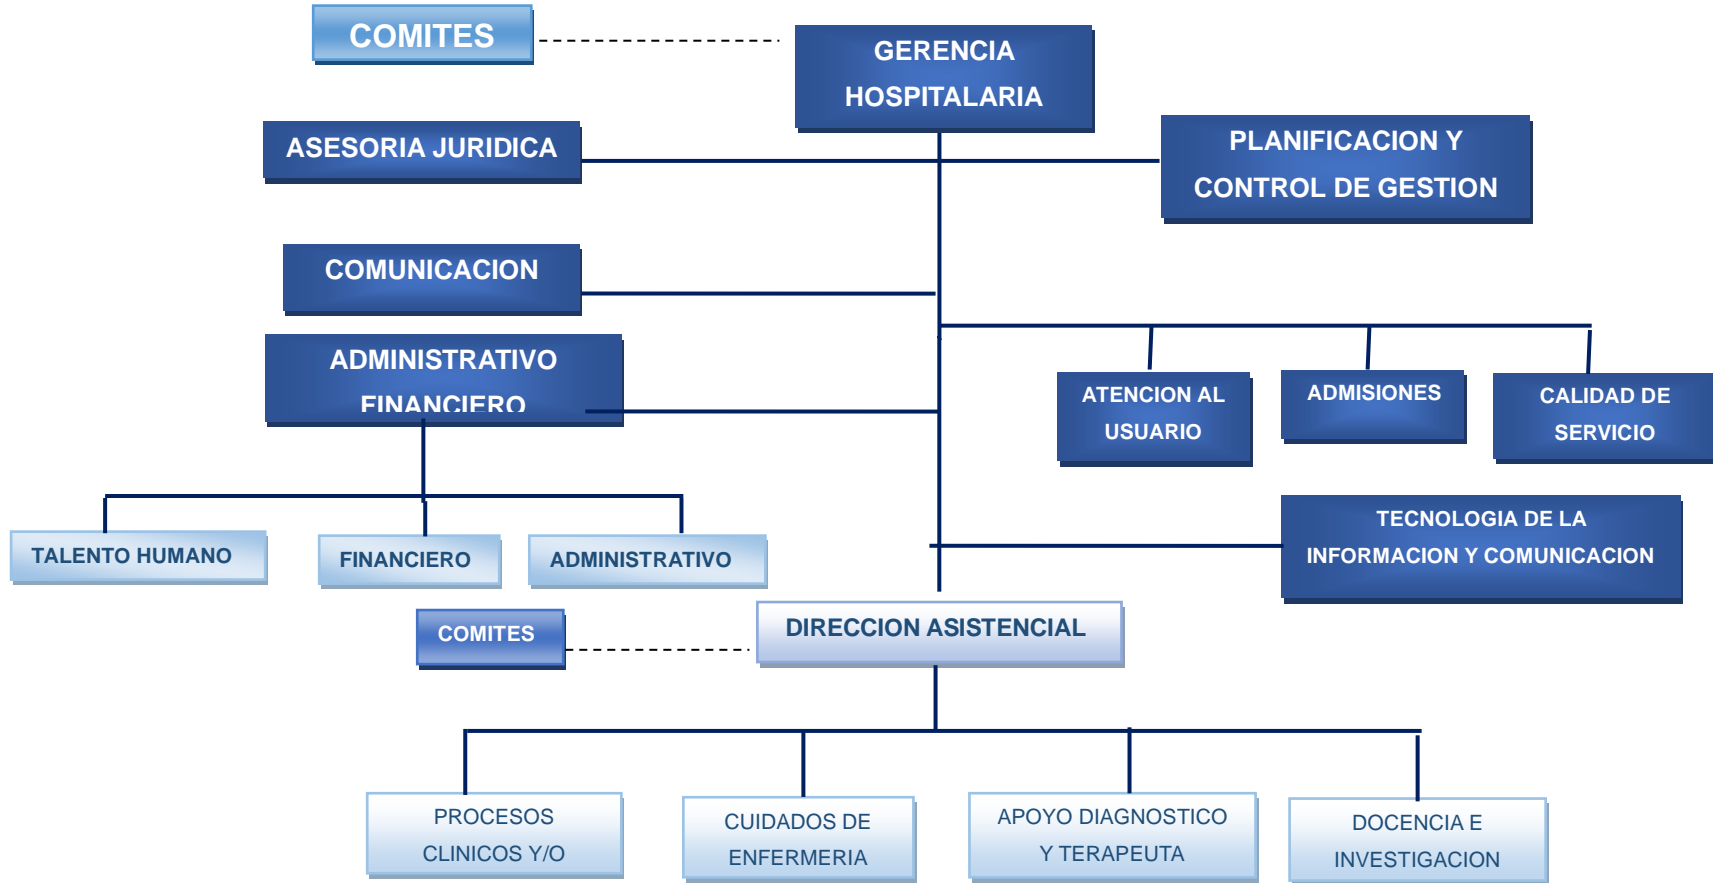 COMITES
GERENCIA
HOSPITALARIA
ASESORIA JURIDICA
PLANIFICACION Y
CONTROL DE GESTION
COMUNICACION
ADMINISTRATIVO
FINANCIERO
ATENCION AL
USUARIO
ADMISIONES
CALIDAD DE
SERVICIO
TECNOLOGIA DE LA
INFORMACION Y COMUNICACION
TALENTO HUMANO
FINANCIERO
ADMINISTRATIVO
COMITES
DIRECCION ASISTENCIAL
PROCESOS
CLINICOS Y/O
CUIDADOS DE
ENFERMERIA
APOYO DIAGNOSTICO
Y TERAPEUTA
DOCENCIA E
INVESTIGACION